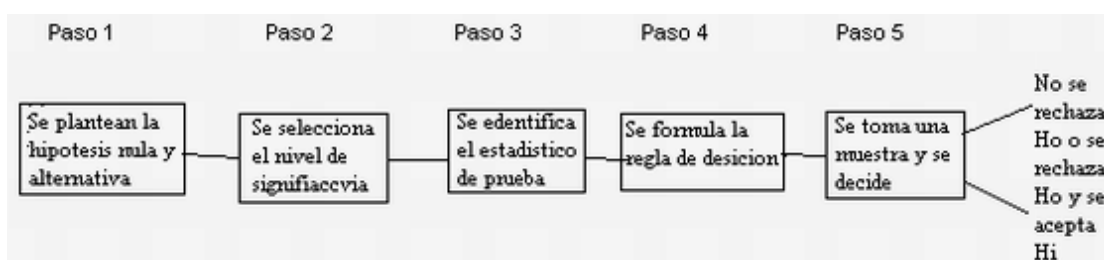 Paso 1 Paso 2 Paso 3 Paso 4 Paso 5
Se plantean la
hipotesis nula y
alternativa
Se selecciona
el nivel de
signifiaccvia
Se edentifica
el estadistico
de prueba
Se formula la
regla de desicion
Se toma una
muestra y se
decide
No se
rechaza
Ho o se
rechaza
Ho y se
acepta
Hi